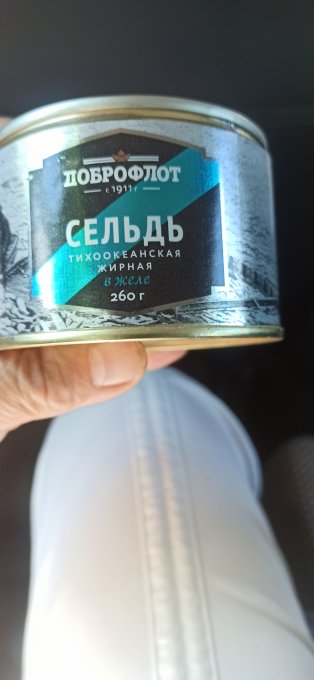 ДОБРОФЛОТ
с 1911 г
СЕЛЬДЬ
ТИХООКЕАНСКАЯ
ЖИРНАЯ
в желе
260 г